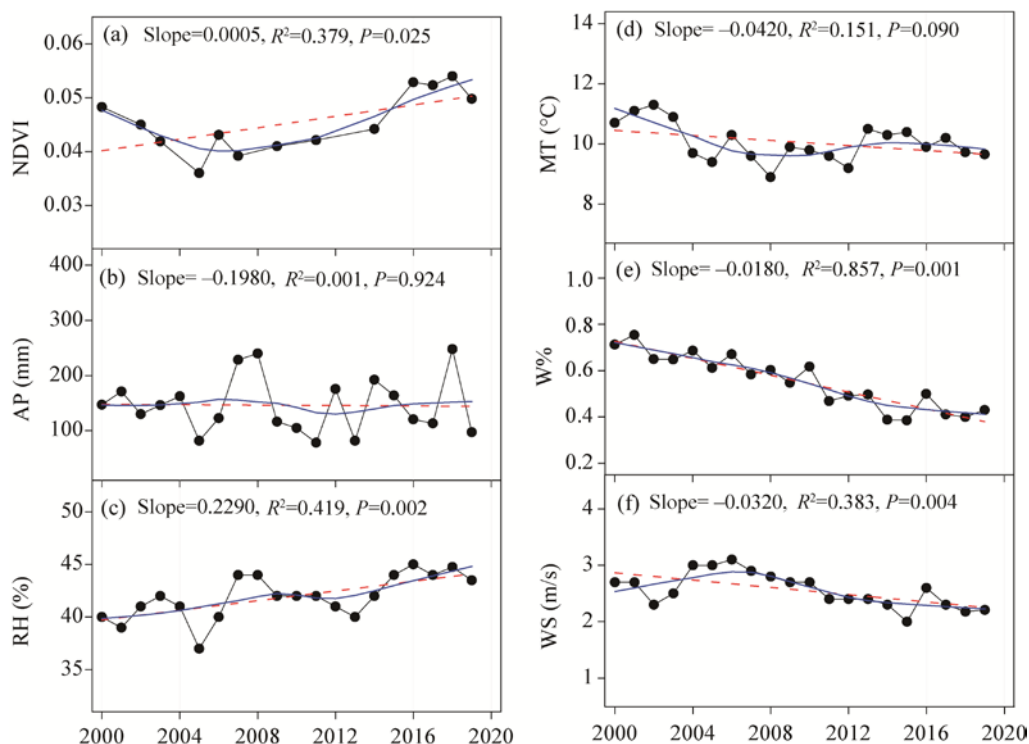 (a) Slope=0.0005, R²=0.379, P=0.025
0.06
0.05
0.04
0.03
NDVI
(b) Slope= –0.1980, R²=0.001, P=0.924
400
300
200
100
AP (mm)
(c) Slope=0.2290, R²=0.419, P=0.002
50
45
40
35
RH (%)
2000 2004 2008 2012 2016 2020
(d) Slope= –0.0420, R²=0.151, P=0.090
14
12
10
8
MT (°C)
(e) Slope= –0.0180, R²=0.857, P=0.001
1.0
0.8
0.6
0.4
0.2
W%
(f) Slope= –0.0320, R²=0.383, P=0.004
4
3
2
1
WS (m/s)
2000 2004 2008 2012 2016 2020